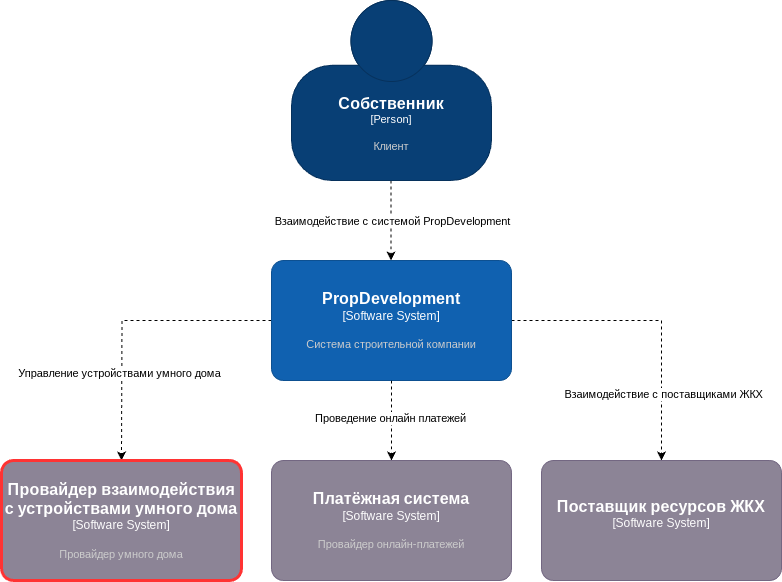 Собственник
[Person]
Клиент
Взаимодействие с системой PropDevelopment
PropDevelopment
[Software System]
Система строительной компании
Управление устройствами умного дома
Взаимодействие с поставщиками ЖКХ
Проведение онлайн платежей
Провайдер взаимодействия
с устройствами умного дома
[Software System]
Провайдер умного дома
Платёжная система
[Software System]
Провайдер онлайн-платежей
Поставщик ресурсов ЖКХ
[Software System]